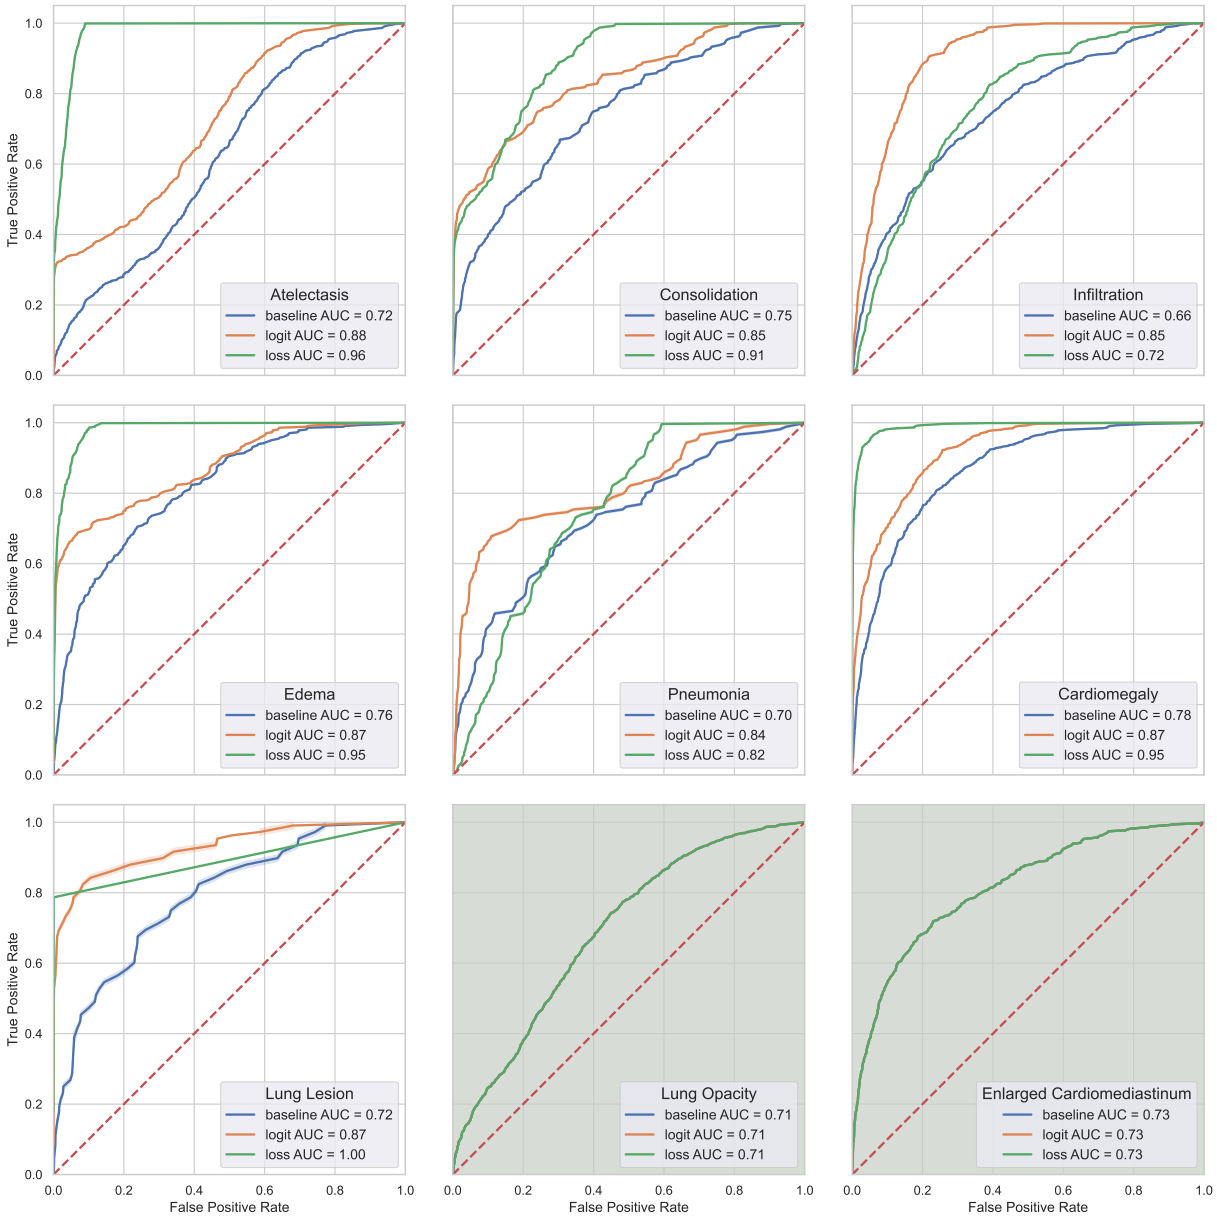 1.0
0.8
0.6
0.4
0.2
0.0
True Positive Rate
Atelectasis
baseline AUC = 0.72
logit AUC = 0.88
loss AUC = 0.96
Consolidation
baseline AUC = 0.75
logit AUC = 0.85
loss AUC = 0.91
Infiltration
baseline AUC = 0.66
logit AUC = 0.85
loss AUC = 0.72
1.0
0.8
0.6
0.4
0.2
0.0
True Positive Rate
Edema
baseline AUC = 0.76
logit AUC = 0.87
loss AUC = 0.95
Pneumonia
baseline AUC = 0.70
logit AUC = 0.84
loss AUC = 0.82
Cardiomegaly
baseline AUC = 0.78
logit AUC = 0.87
loss AUC = 0.95
1.0
0.8
0.6
0.4
0.2
0.0
True Positive Rate
Lung Lesion
baseline AUC = 0.72
logit AUC = 0.87
loss AUC = 1.00
0.0 0.2 0.4 0.6 0.8 1.0
False Positive Rate
Lung Opacity
baseline AUC = 0.71
logit AUC = 0.71
loss AUC = 0.71
0.0 0.2 0.4 0.6 0.8 1.0
False Positive Rate
Enlarged Cardiomediastinum
baseline AUC = 0.73
logit AUC = 0.73
loss AUC = 0.73
0.0 0.2 0.4 0.6 0.8 1.0
False Positive Rate